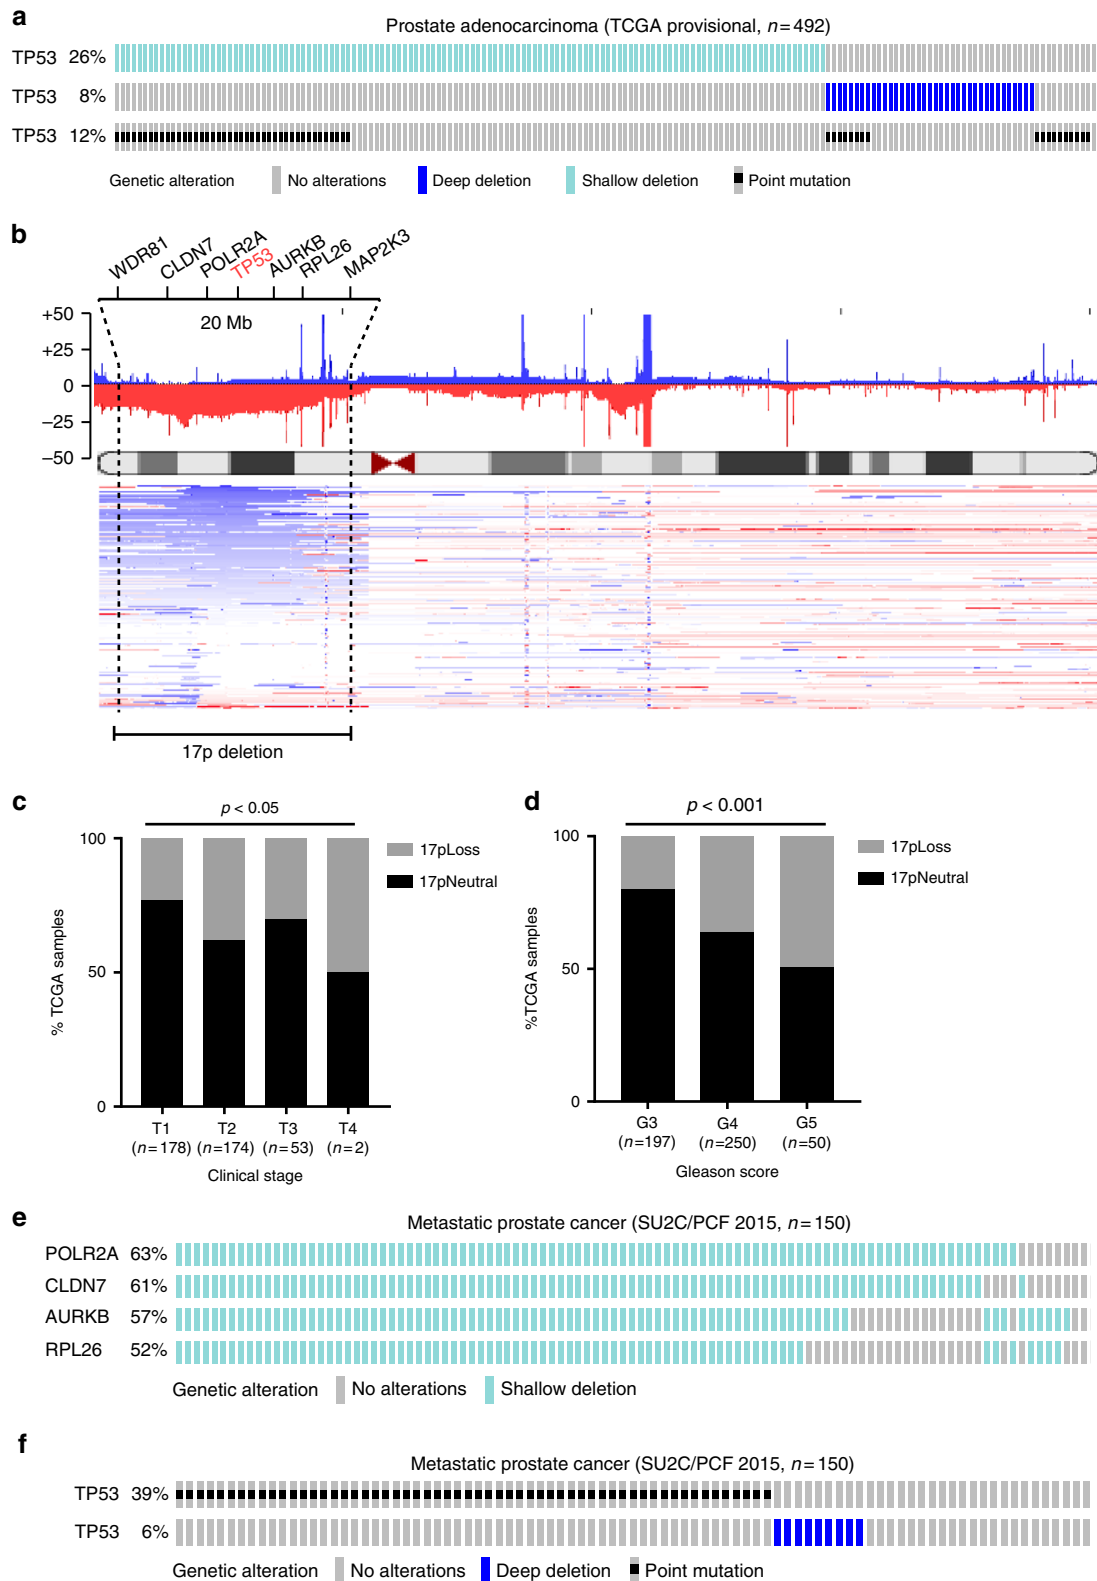 a
Prostate adenocarcinoma (TCGA provisional, n=492)
TP53 26%
TP53 8%
TP53 12%
Genetic alteration No alterations Deep deletion Shallow deletion Point mutation
b
WDR81 CLDN7 POLR2A TP53 AURKB RPL26 MAP2K3
20 Mb
+50
+25
0
−25
−50
17p deletion
c
p < 0.05
100
50
0
% TCGA samples
17pLoss
17pNeutral
T1 T2 T3 T4
(n=178) (n=174) (n=53) (n=2)
Clinical stage
d
p < 0.001
100
50
0
%TCGA samples
17pLoss
17pNeutral
G3 G4 G5
(n=197) (n=250) (n=50)
Gleason score
e
Metastatic prostate cancer (SU2C/PCF 2015, n=150)
POLR2A 63%
CLDN7 61%
AURKB 57%
RPL26 52%
Genetic alteration No alterations Shallow deletion
f
Metastatic prostate cancer (SU2C/PCF 2015, n=150)
TP53 39%
TP53 6%
Genetic alteration No alterations Deep deletion Point mutation